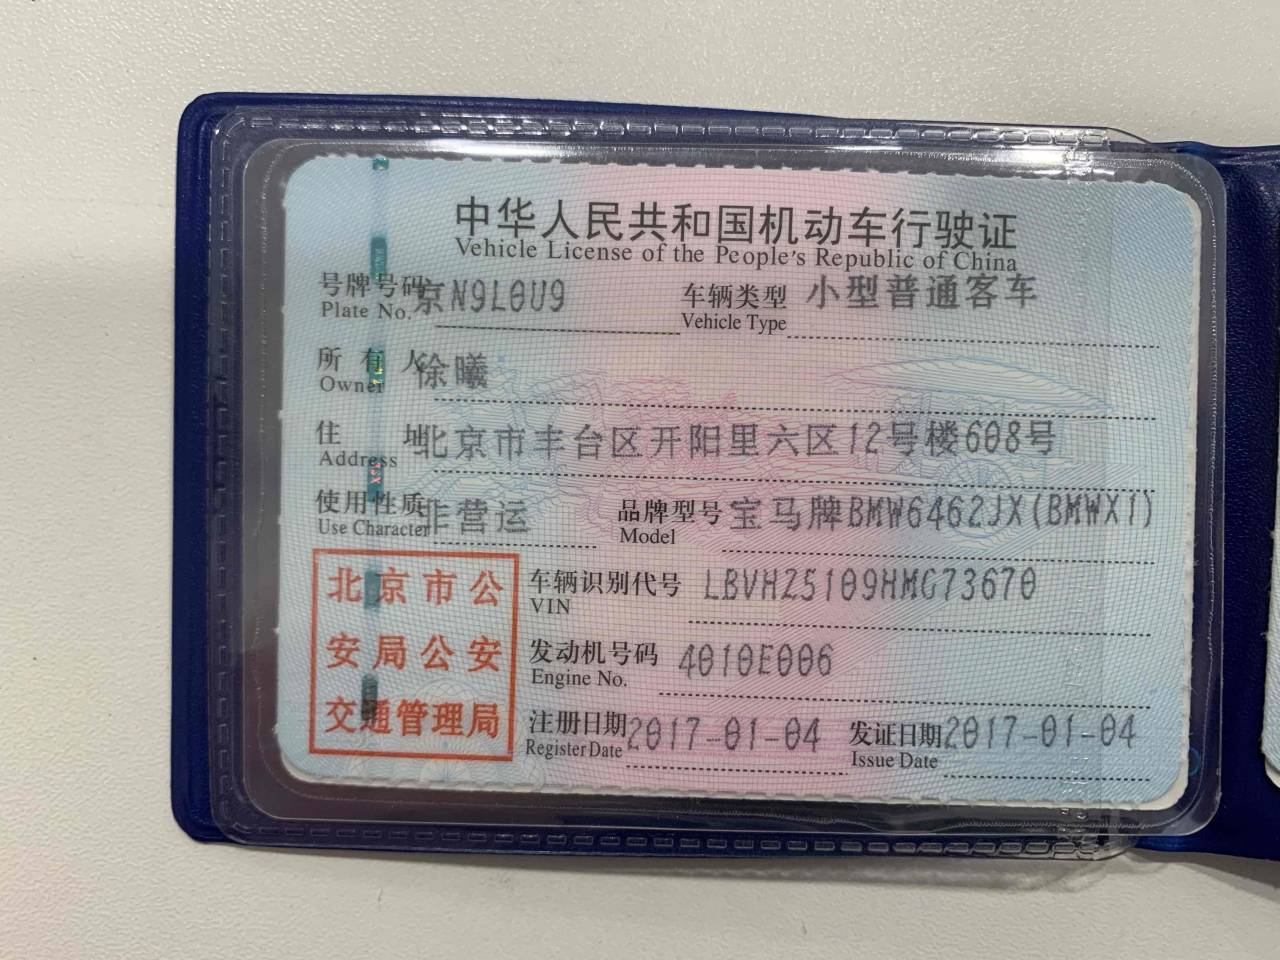 中华人民共和国机动车行驶证
Vehicle License of the People's Republic of China
号牌号码 京N9L0U9 车辆类型 小型普通客车
Plate No. Vehicle Type
所有人 徐曦
Owner
住址 北京市丰台区开阳里六区12号楼608号
Address
使用性质 非营运 品牌型号 宝马牌BMW6462JX(BMWX1)
Use Character Model
北京市公
安局公安
交通管理局
车辆识别代号 LBVHZ5109HMG73670
VIN
发动机号码 4010E006
Engine No.
注册日期 2017-01-04 发证日期 2017-01-04
Register Date Issue Date